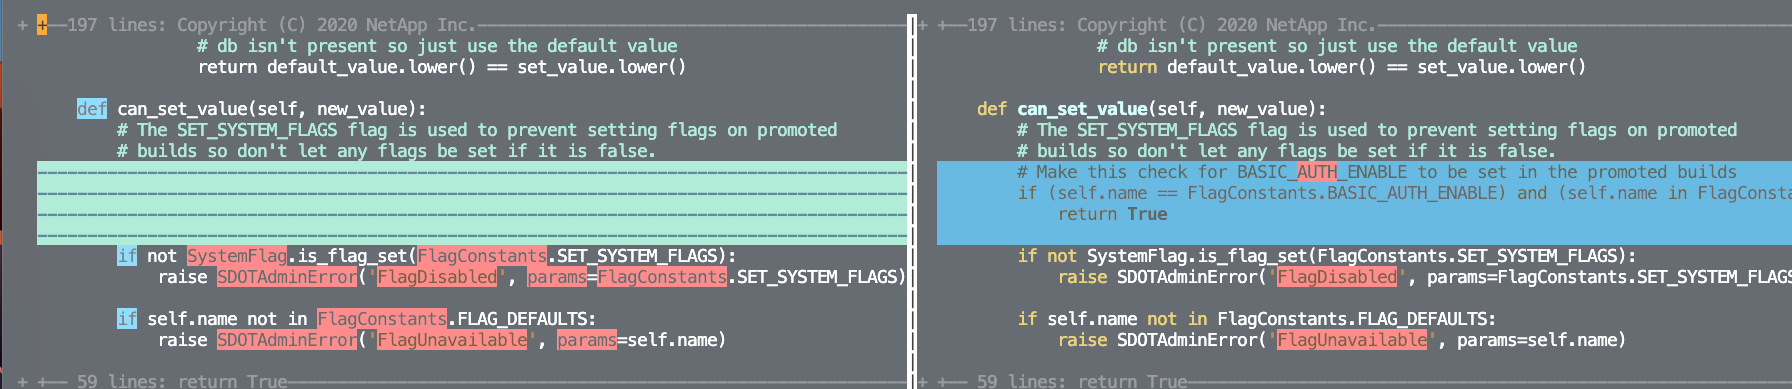 + +--197 lines: Copyright (C) 2020 NetApp Inc.
# db isn't present so just use the default value
return default_value.lower() == set_value.lower()
def can_set_value(self, new_value):
# The SET_SYSTEM_FLAGS flag is used to prevent setting flags on promoted
# builds so don't let any flags be set if it is false.
if not SystemFlag.is_flag_set(FlagConstants.SET_SYSTEM_FLAGS):
raise SDOTAdminError('FlagDisabled', params=FlagConstants.SET_SYSTEM_FLAGS)
if self.name not in FlagConstants.FLAG_DEFAULTS:
raise SDOTAdminError('FlagUnavailable', params=self.name)
+ +-- 59 lines: return True
+ +--197 lines: Copyright (C) 2020 NetApp Inc.
# db isn't present so just use the default value
return default_value.lower() == set_value.lower()
def can_set_value(self, new_value):
# The SET_SYSTEM_FLAGS flag is used to prevent setting flags on promoted
# builds so don't let any flags be set if it is false.
# Make this check for BASIC_AUTH_ENABLE to be set in the promoted builds
if (self.name == FlagConstants.BASIC_AUTH_ENABLE) and (self.name in FlagConsta
return True
if not SystemFlag.is_flag_set(FlagConstants.SET_SYSTEM_FLAGS):
raise SDOTAdminError('FlagDisabled', params=FlagConstants.SET_SYSTEM_FLAGS
if self.name not in FlagConstants.FLAG_DEFAULTS:
raise SDOTAdminError('FlagUnavailable', params=self.name)
+ +-- 59 lines: return True